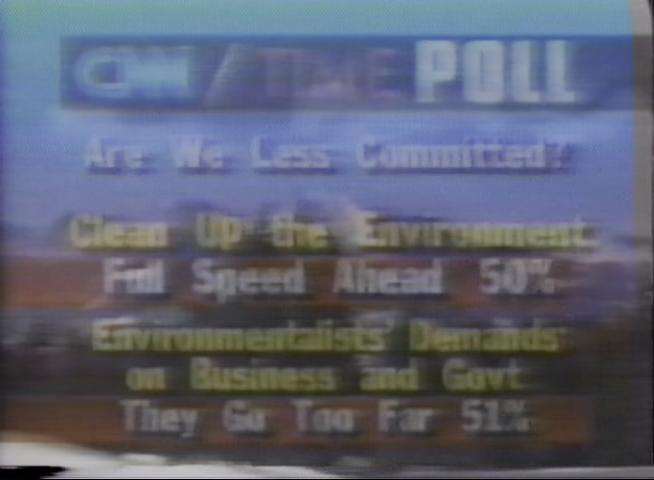 CNN / TIME POLL
Are We Less Committed?
Clean Up the Environment
Full Speed Ahead 50%
Environmentalists' Demands
on Business and Govt
They Go Too Far 51%